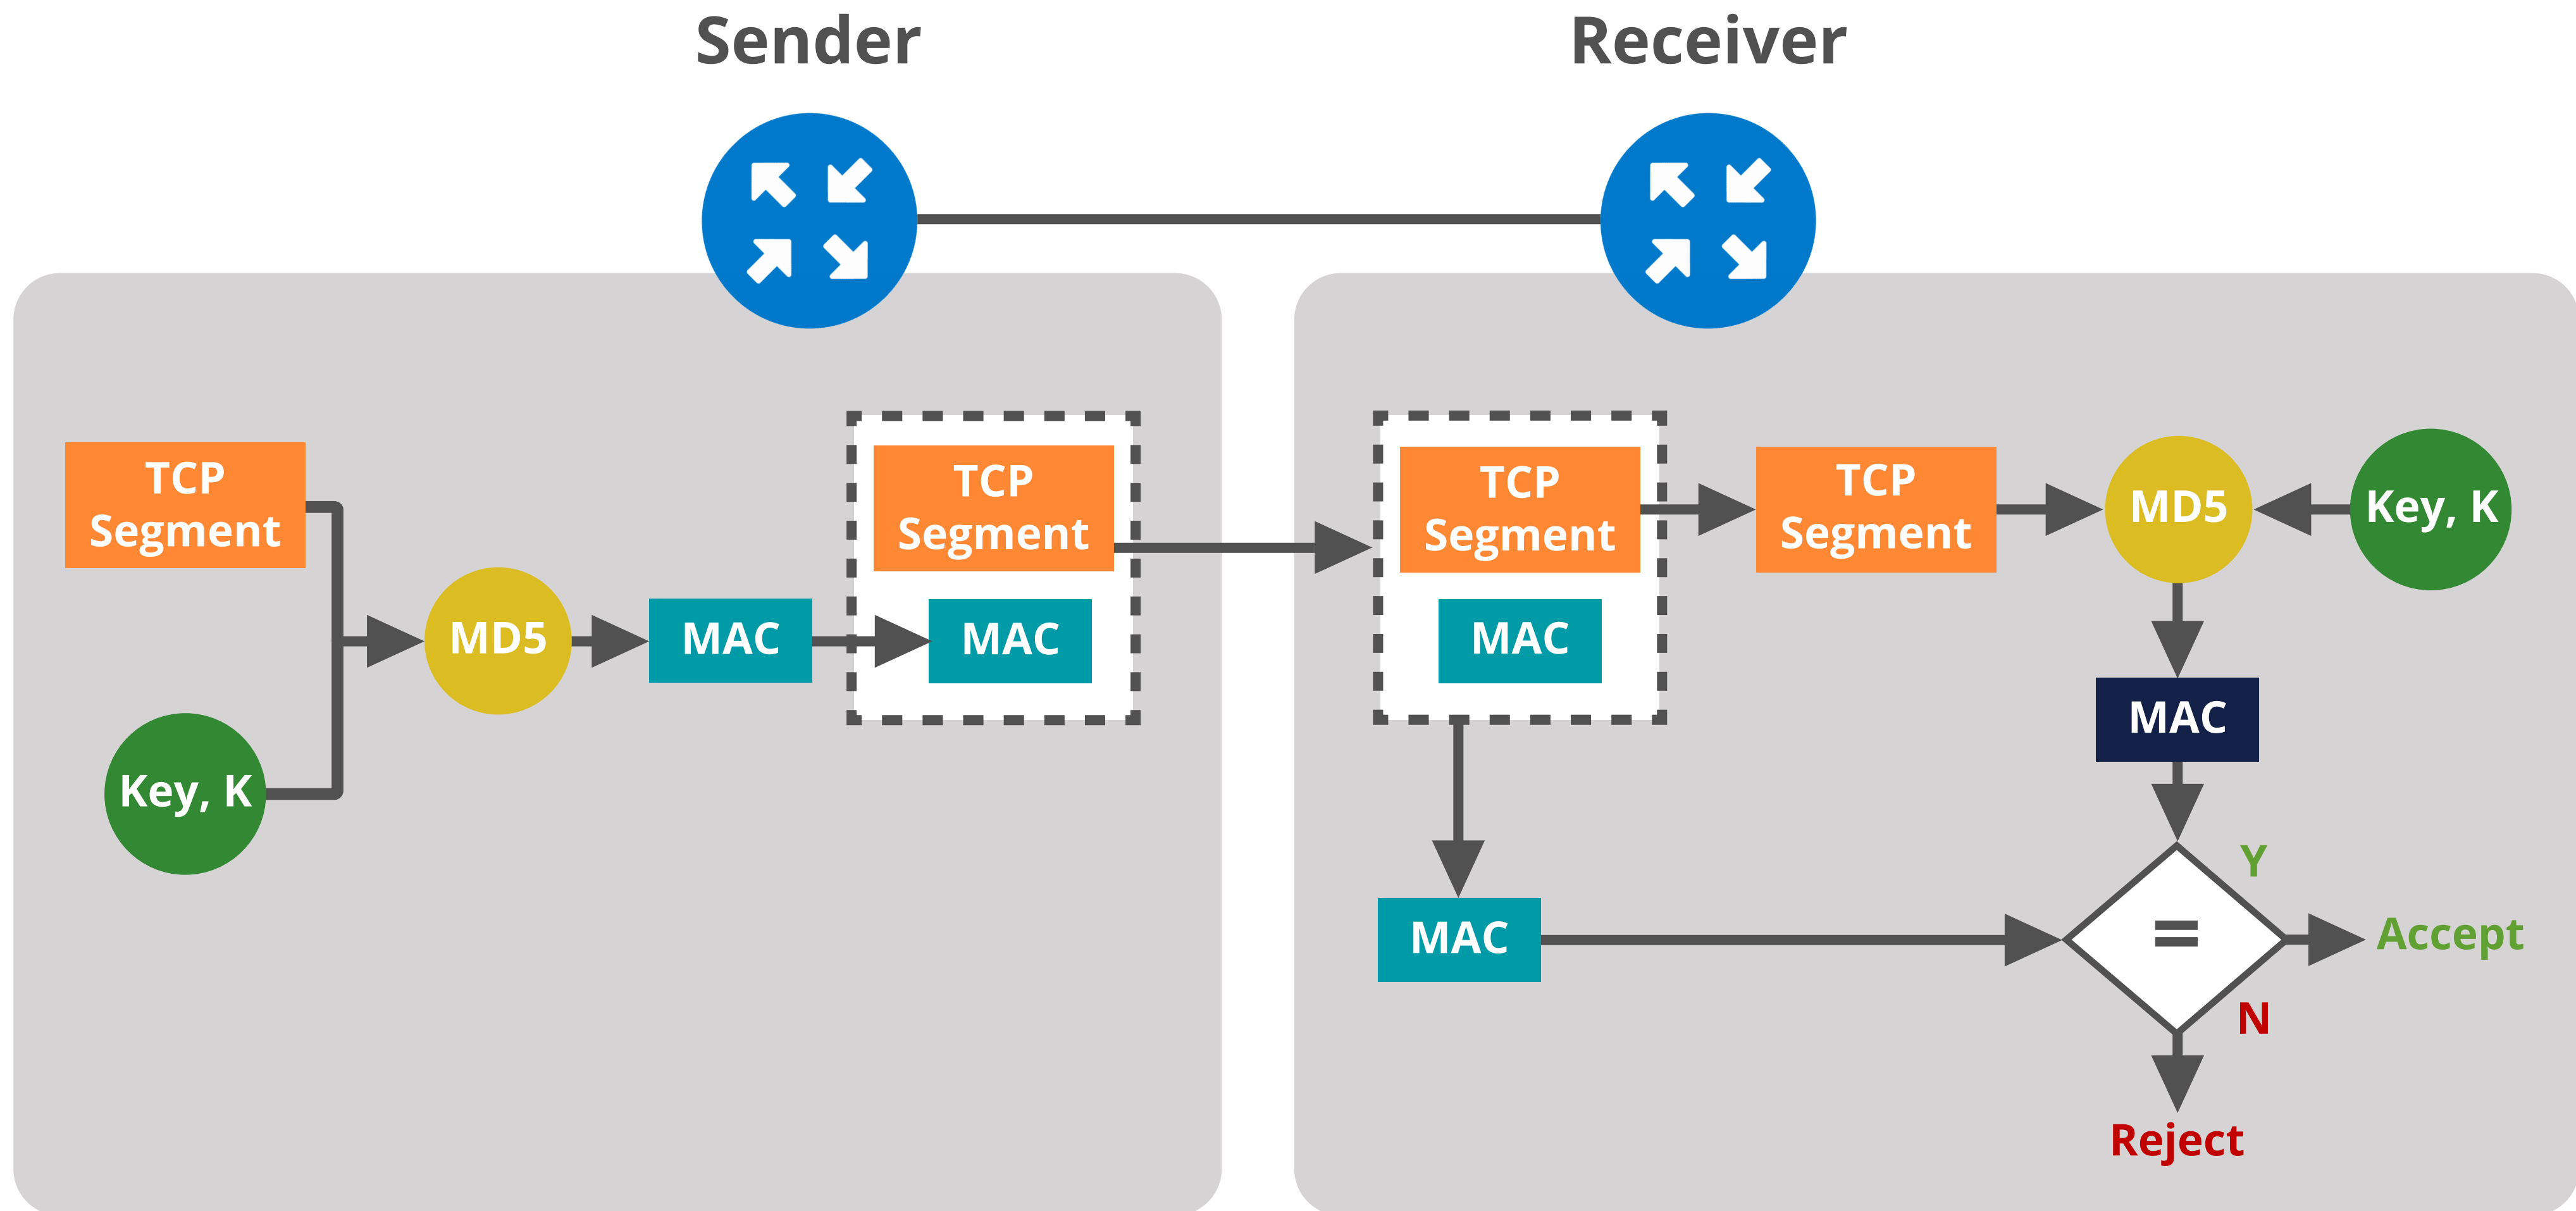 Sender
Receiver
TCP
Segment
Key, K
MD5
MAC
TCP
Segment
MAC
TCP
Segment
MAC
TCP
Segment
MD5
Key, K
MAC
MAC
=
Y
Accept
N
Reject